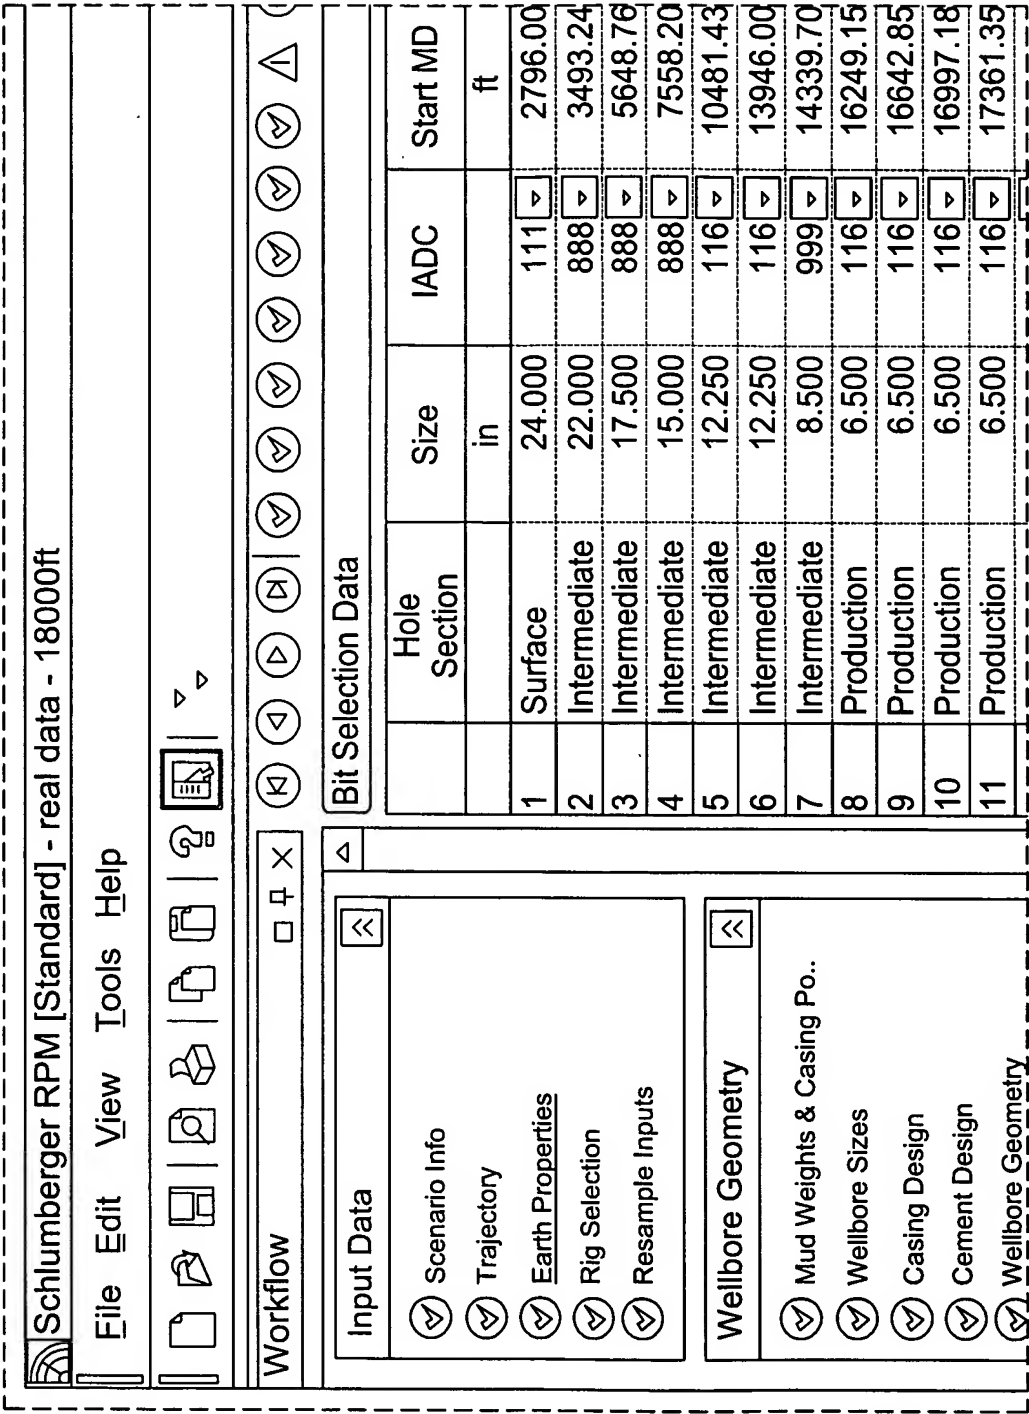 Schlumberger RPM [Standard] - real data - 18000ft
File Edit View Tools Help
Workflow
Input Data
Scenario Info
Trajectory
Earth Properties
Rig Selection
Resample Inputs
Wellbore Geometry
Mud Weights & Casing Po..
Wellbore Sizes
Casing Design
Cement Design
Wellbore Geometry
Bit Selection Data
Hole Section Size IADC Start MD
in ft
1 Surface 24.000 111 2796.00
2 Intermediate 22.000 888 3493.24
3 Intermediate 17.500 888 5648.76
4 Intermediate 15.000 888 7558.20
5 Intermediate 12.250 116 10481.43
6 Intermediate 12.250 116 13946.00
7 Intermediate 8.500 999 14339.70
8 Production 6.500 116 16249.15
9 Production 6.500 116 16642.85
10 Production 6.500 116 16997.18
11 Production 6.500 116 17361.35